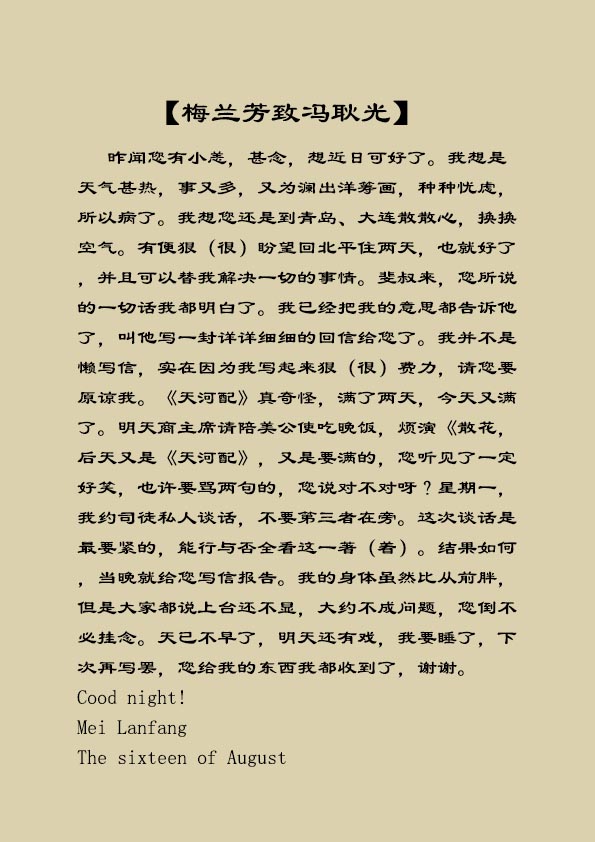 【梅兰芳致冯耿光】
昨闻您有小恙，甚念，想近日可好了。我想是
天气甚热，事又多，又为澜出洋筹画，种种忧虑，
所以病了。我想您还是到青岛、大连散散心，换换
空气。有便狠（很）盼望回北平住两天，也就好了
，并且可以替我解决一切的事情。斐叔来，您所说
的一切话我都明白了。我已经把我的意思都告诉他
了，叫他写一封详详细细的回信给您了。我并不是
懒写信，实在因为我写起来狠（很）费力，请您要
原谅我。《天河配》真奇怪，满了两天，今天又满
了。明天商主席请陪美公使吃晚饭，烦演《散花，
后天又是《天河配》，又是要满的，您听见了一定
好笑，也许要骂两句的，您说对不对呀？星期一，
我约司徒私人谈话，不要第三者在旁。这次谈话是
最要紧的，能行与否全看这一著（着）。结果如何
，当晚就给您写信报告。我的身体虽然比从前胖，
但是大家都说上台还不显，大约不成问题，您倒不
必挂念。天已不早了，明天还有戏，我要睡了，下
次再写罢，您给我的东西我都收到了，谢谢。
Cood night!
Mei Lanfang
The sixteen of August